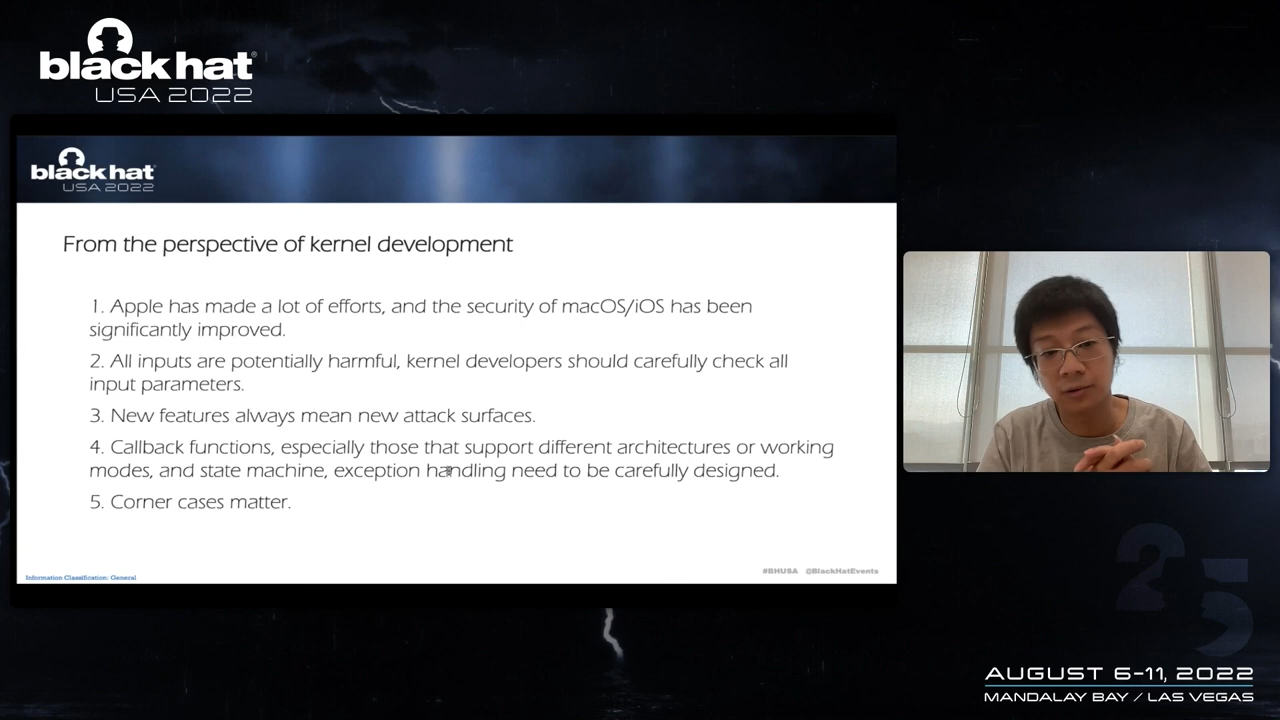 black hat®
USA 2022
black hat®
USA 2022
From the perspective of kernel development
1. Apple has made a lot of efforts, and the security of macOS/iOS has been
significantly improved.
2. All inputs are potentially harmful, kernel developers should carefully check all
input parameters.
3. New features always mean new attack surfaces.
4. Callback functions, especially those that support different architectures or working
modes, and state machine, exception handling need to be carefully designed.
5. Corner cases matter.
Information Classification: General
#BHUSA @BlackHatEvents
25
AUGUST 6-11, 2022
MANDALAY BAY / LAS VEGAS